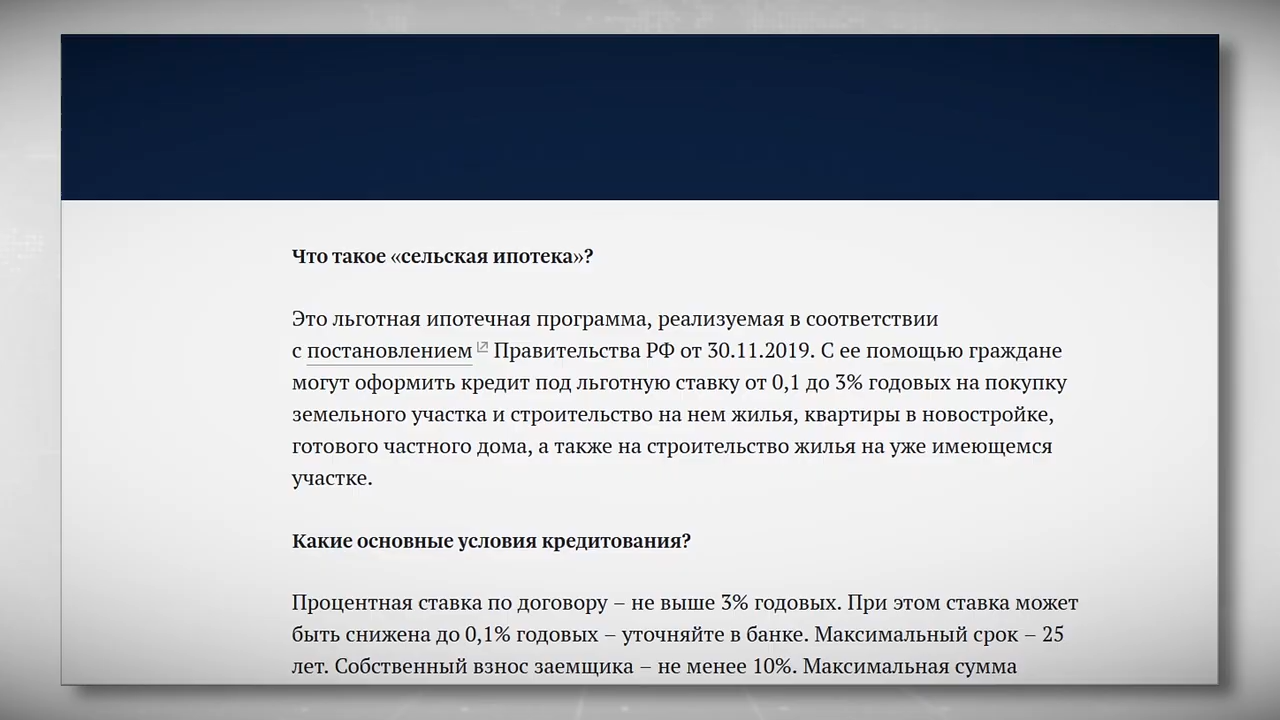 Что такое «сельская ипотека»?
Это льготная ипотечная программа, реализуемая в соответствии
с постановлением Правительства РФ от 30.11.2019. С ее помощью граждане
могут оформить кредит под льготную ставку от 0,1 до 3% годовых на покупку
земельного участка и строительство на нем жилья, квартиры в новостройке,
готового частного дома, а также на строительство жилья на уже имеющемся
участке.
Какие основные условия кредитования?
Процентная ставка по договору – не выше 3% годовых. При этом ставка может
быть снижена до 0,1% годовых – уточняйте в банке. Максимальный срок – 25
лет. Собственный взнос заемщика – не менее 10%. Максимальная сумма